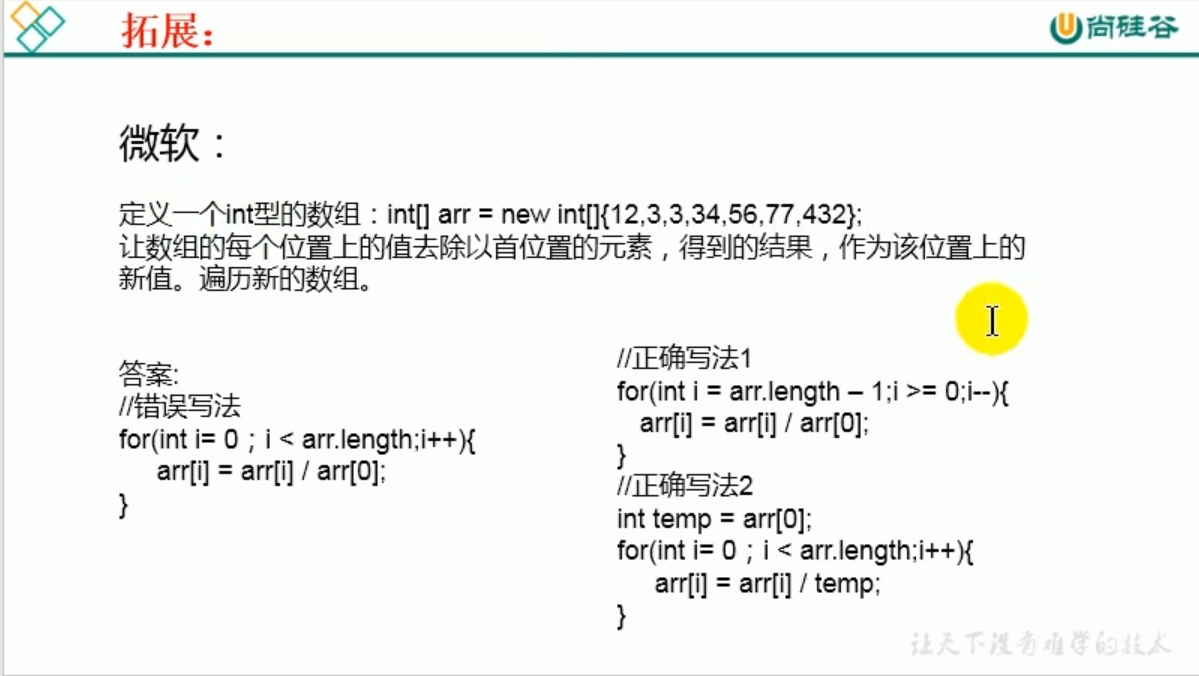 拓展：
尚硅谷
微软：
定义一个int型的数组：int[] arr = new int[]{12,3,3,34,56,77,432};
让数组的每个位置上的值去除以首位置的元素，得到的结果，作为该位置上的
新值。遍历新的数组。
答案:
//错误写法
for(int i= 0；i < arr.length;i++){
arr[i] = arr[i] / arr[0];
}
//正确写法1
for(int i = arr.length – 1;i >= 0;i--){
arr[i] = arr[i] / arr[0];
}
//正确写法2
int temp = arr[0];
for(int i= 0；i < arr.length;i++){
arr[i] = arr[i] / temp;
}
让天下没有难学的技术